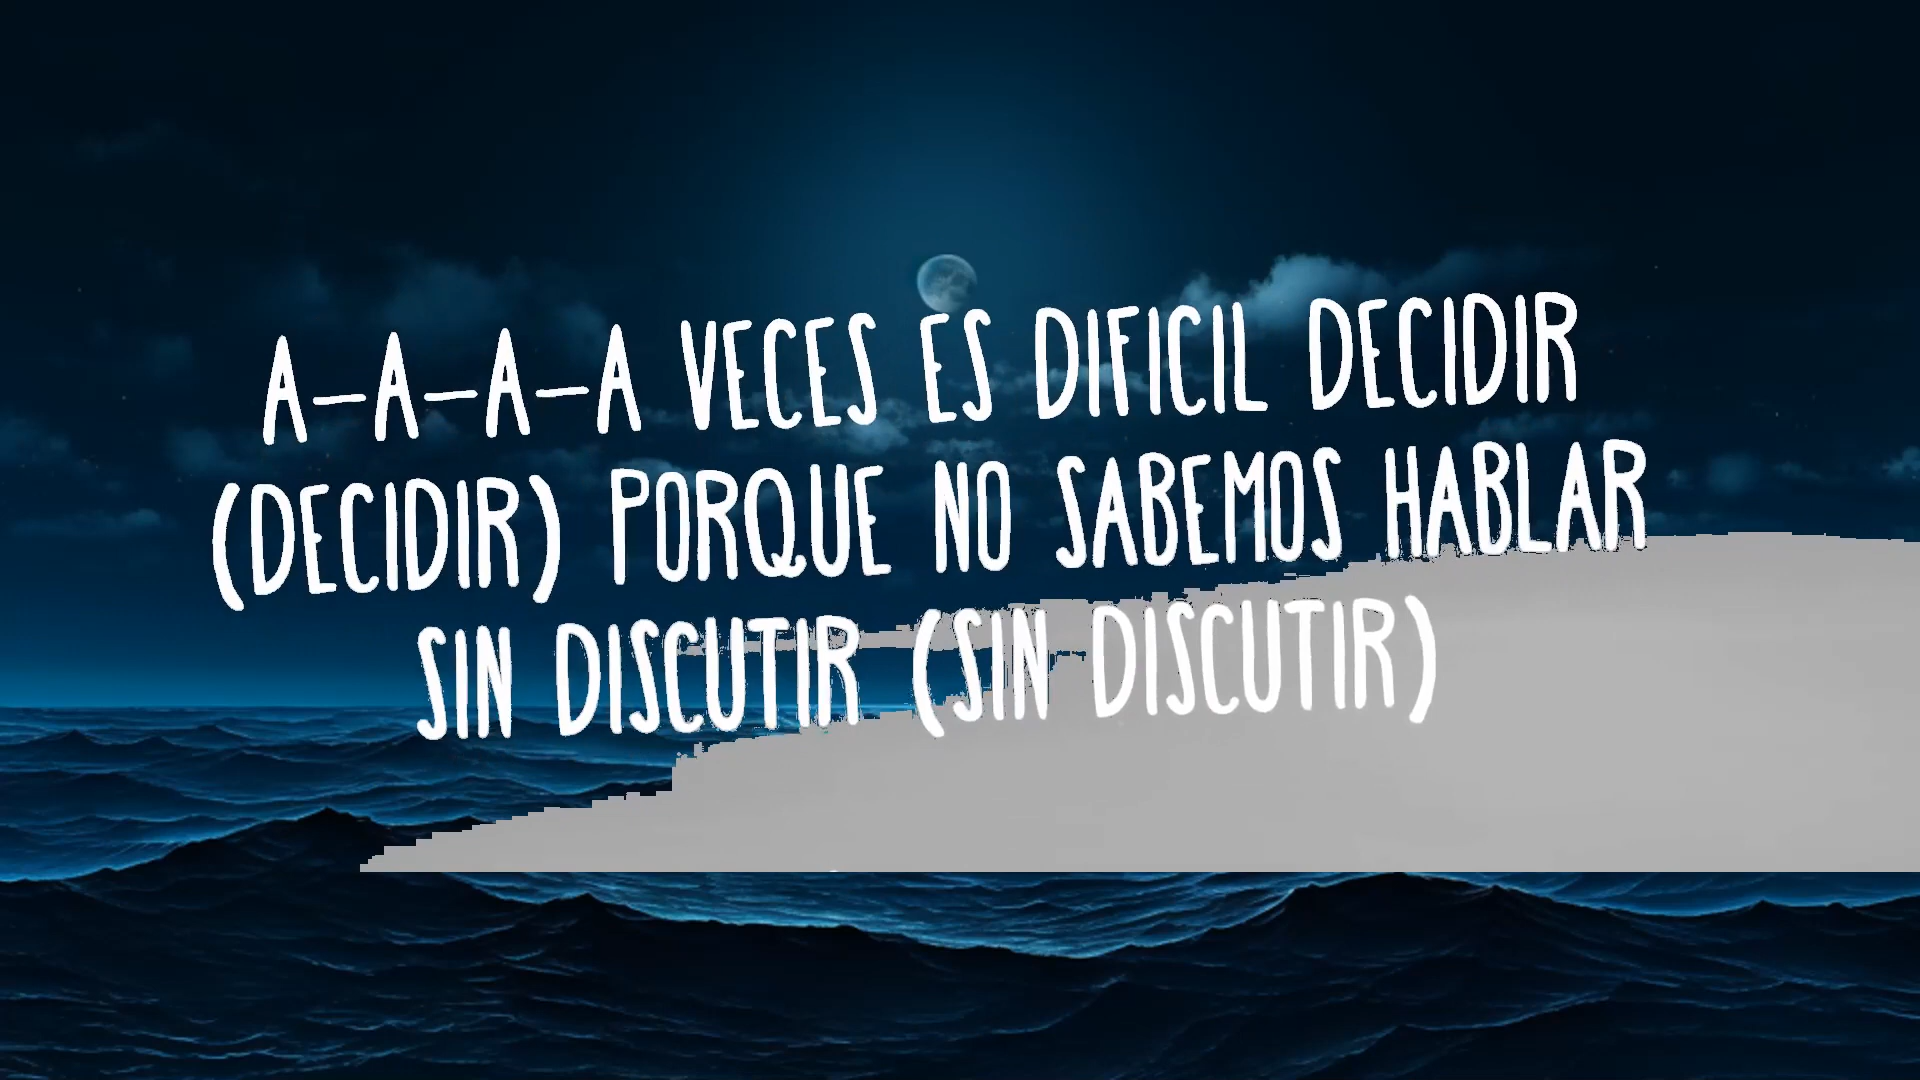 A-A-A-A VECES ES DIFICIL DECIDIR
(DECIDIR) PORQUE NO SABEMOS HABLAR
SIN DISCUTIR (SIN DISCUTIR)